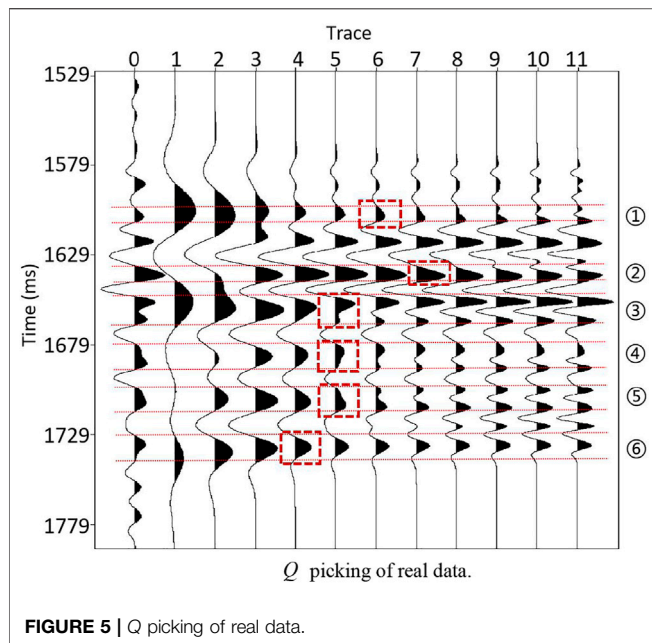 Trace
0 1 2 3 4 5 6 7 8 9 10 11
1529
1579
①
1629
②
Time (ms)
③
1679
④
⑤
1729
⑥
1779
Q picking of real data.
FIGURE 5 | Q picking of real data.